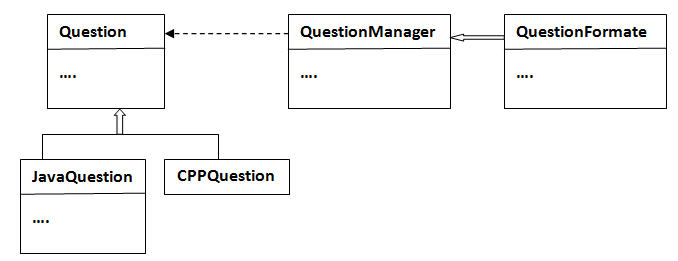 Question
....
QuestionManager
....
QuestionFormate
....
JavaQuestion
....
CPPQuestion